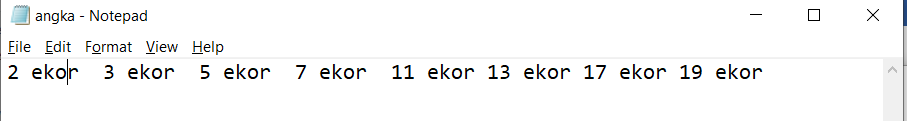 angka - Notepad
File Edit Format View Help
2 ekor  3 ekor  5 ekor  7 ekor  11 ekor 13 ekor 17 ekor 19 ekor